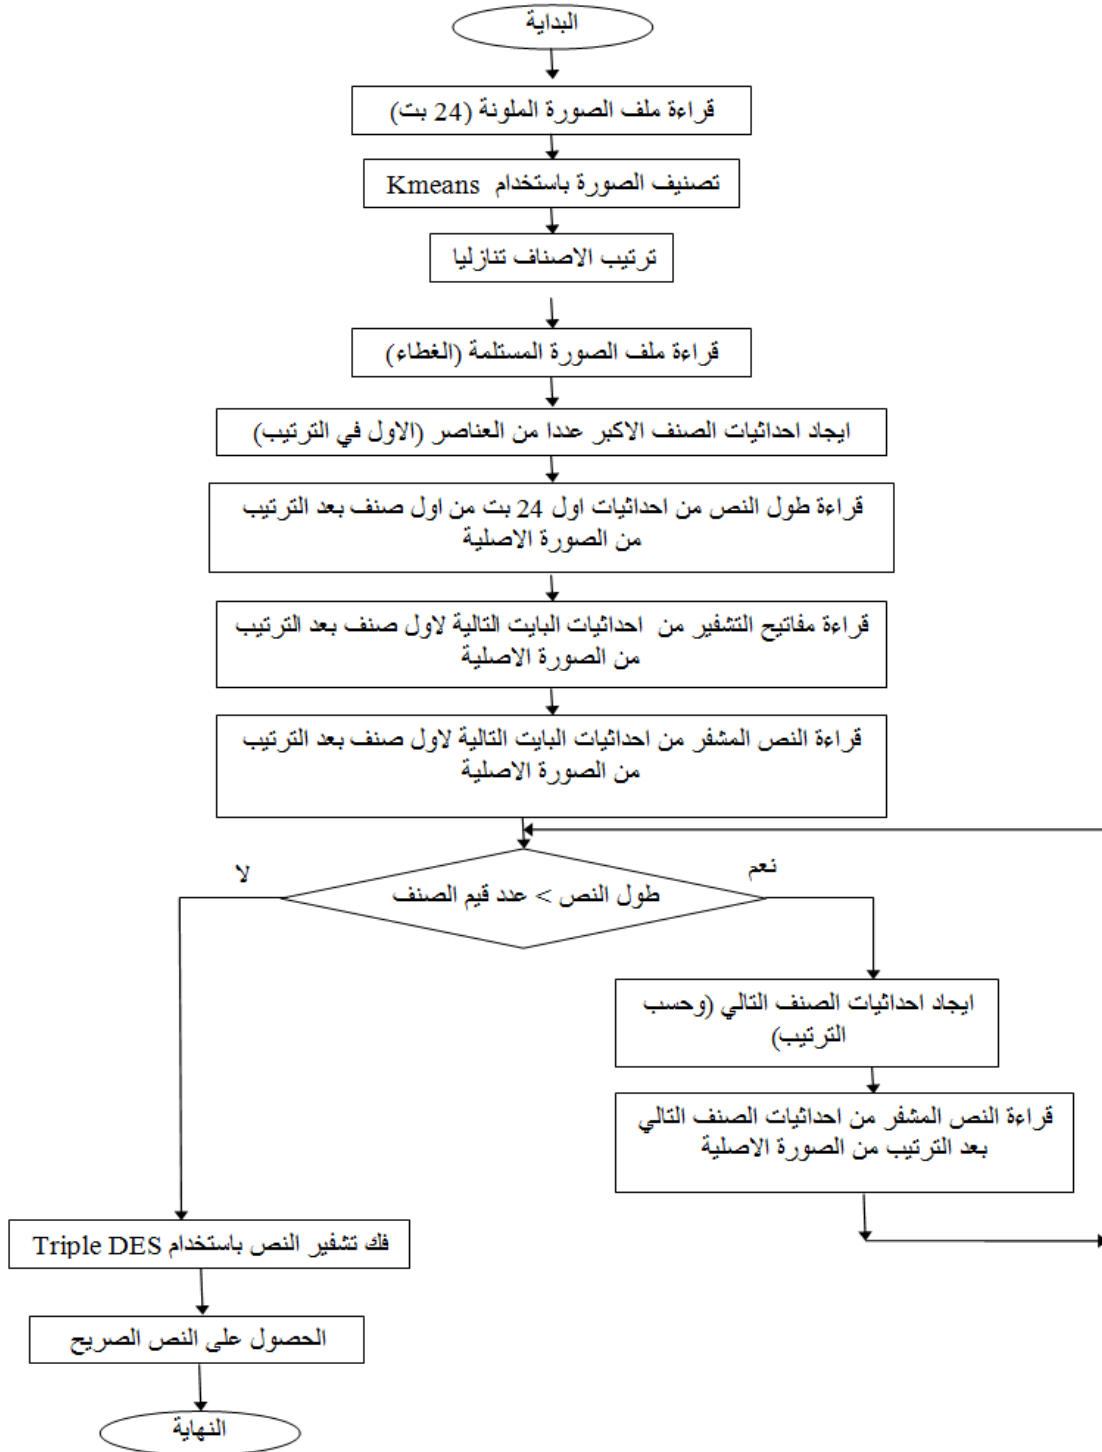 البداية
قراءة ملف الصورة الملونة (24 بت)
تصنيف الصورة باستخدام Kmeans
ترتيب الاصناف تنازليا
قراءة ملف الصورة المستلمة (الغطاء)
ايجاد احداثيات الصنف الاكبر عددا من العناصر (الاول في الترتيب)
قراءة طول النص من احداثيات اول 24 بت من اول صنف بعد الترتيب
من الصورة الاصلية
قراءة مفاتيح التشفير من احداثيات البايت التالية لاول صنف بعد الترتيب
من الصورة الاصلية
قراءة النص المشفر من احداثيات البايت التالية لاول صنف بعد الترتيب
من الصورة الاصلية
نعم
لا
طول النص > عدد قيم الصنف
ايجاد احداثيات الصنف التالي (وحسب
الترتيب)
قراءة النص المشفر من احداثيات الصنف التالي
بعد الترتيب من الصورة الاصلية
فك تشفير النص باستخدام Triple DES
الحصول على النص الصريح
النهاية